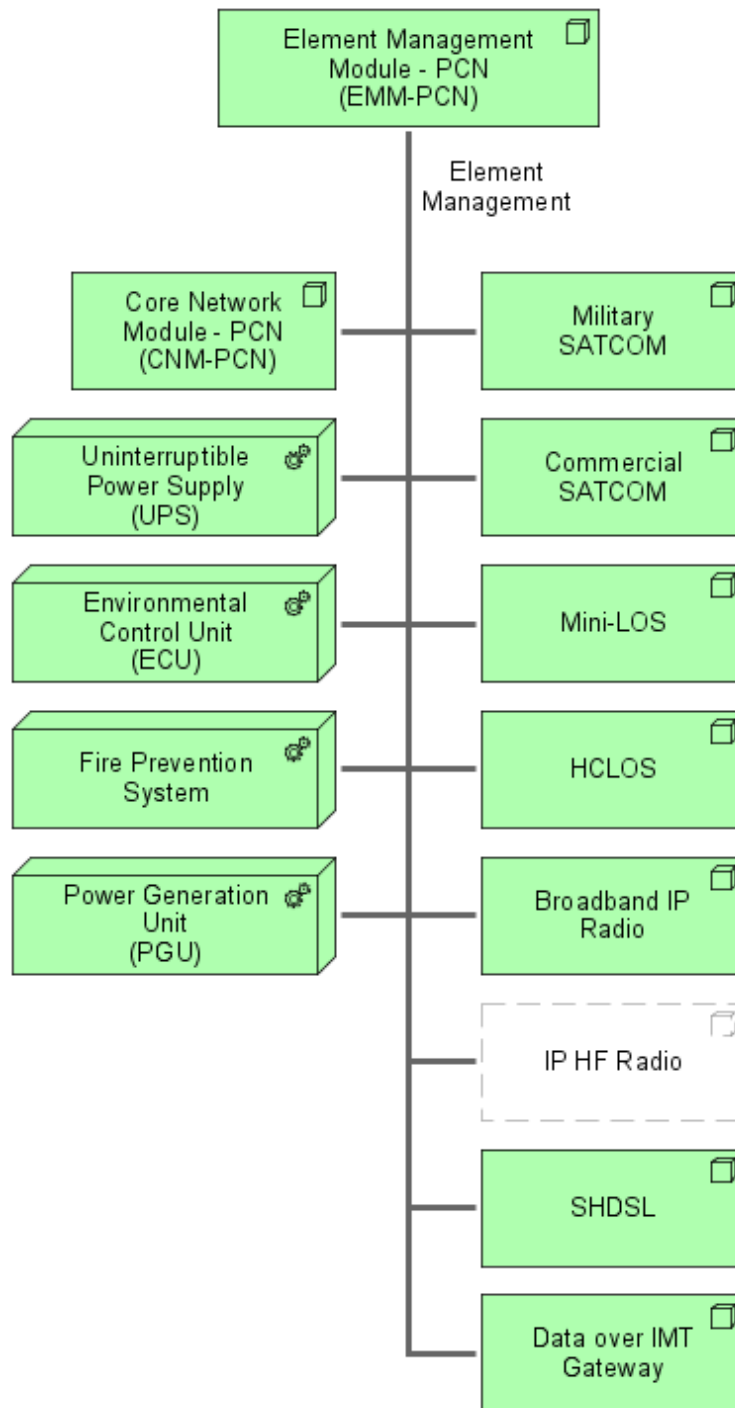 Element Management
Module - PCN
(EMM-PCN)
Element
Management
Core Network
Module - PCN
(CNM-PCN)
Military
SATCOM
Uninterruptible
Power Supply
(UPS)
Commercial
SATCOM
Environmental
Control Unit
(ECU)
Mini-LOS
Fire Prevention
System
HCLOS
Power Generation
Unit
(PGU)
Broadband IP
Radio
IP HF Radio
SHDSL
Data over IMT
Gateway